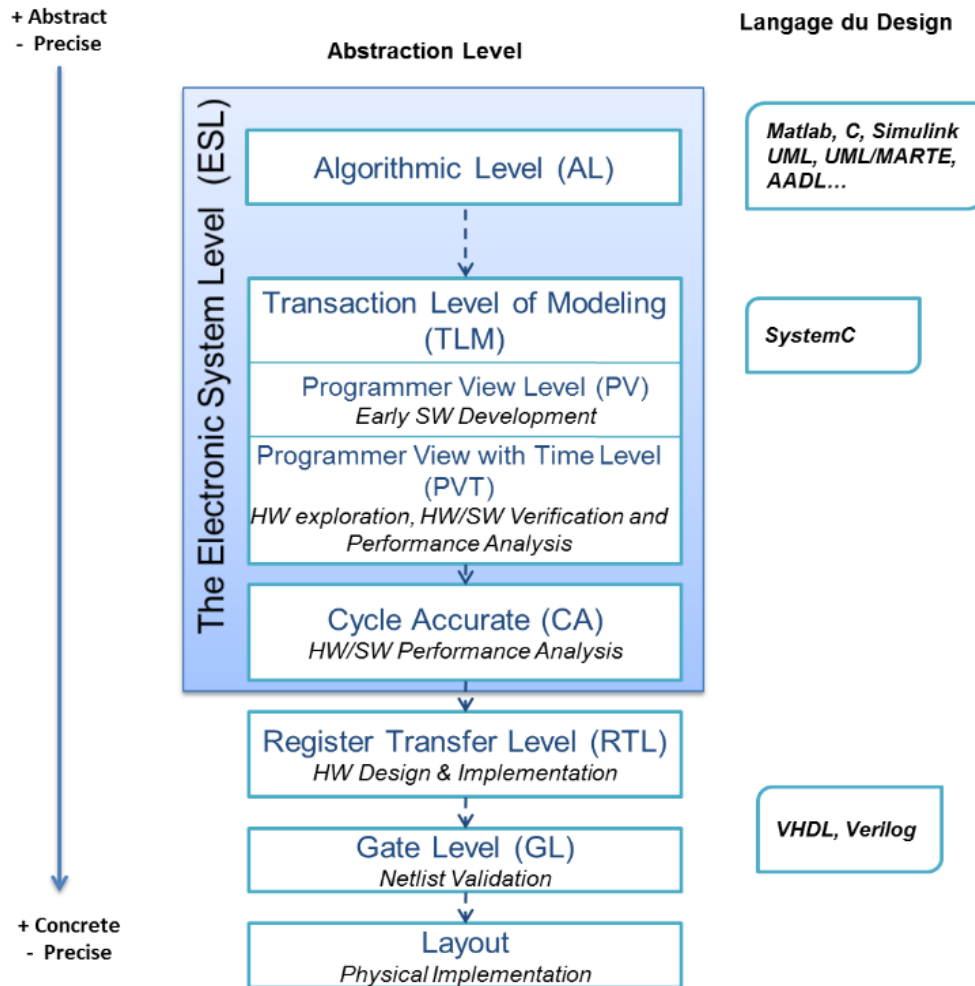 + Abstract
- Precise
Abstraction Level
Langage du Design
The Electronic System Level (ESL)
Algorithmic Level (AL)
Matlab, C, Simulink
UML, UML/MARTE,
AADL...
Transaction Level of Modeling
(TLM)
SystemC
Programmer View Level (PV)
Early SW Development
Programmer View with Time Level
(PVT)
HW exploration, HW/SW Verification and
Performance Analysis
Cycle Accurate (CA)
HW/SW Performance Analysis
Register Transfer Level (RTL)
HW Design & Implementation
VHDL, Verilog
Gate Level (GL)
Netlist Validation
+ Concrete
- Precise
Layout
Physical Implementation